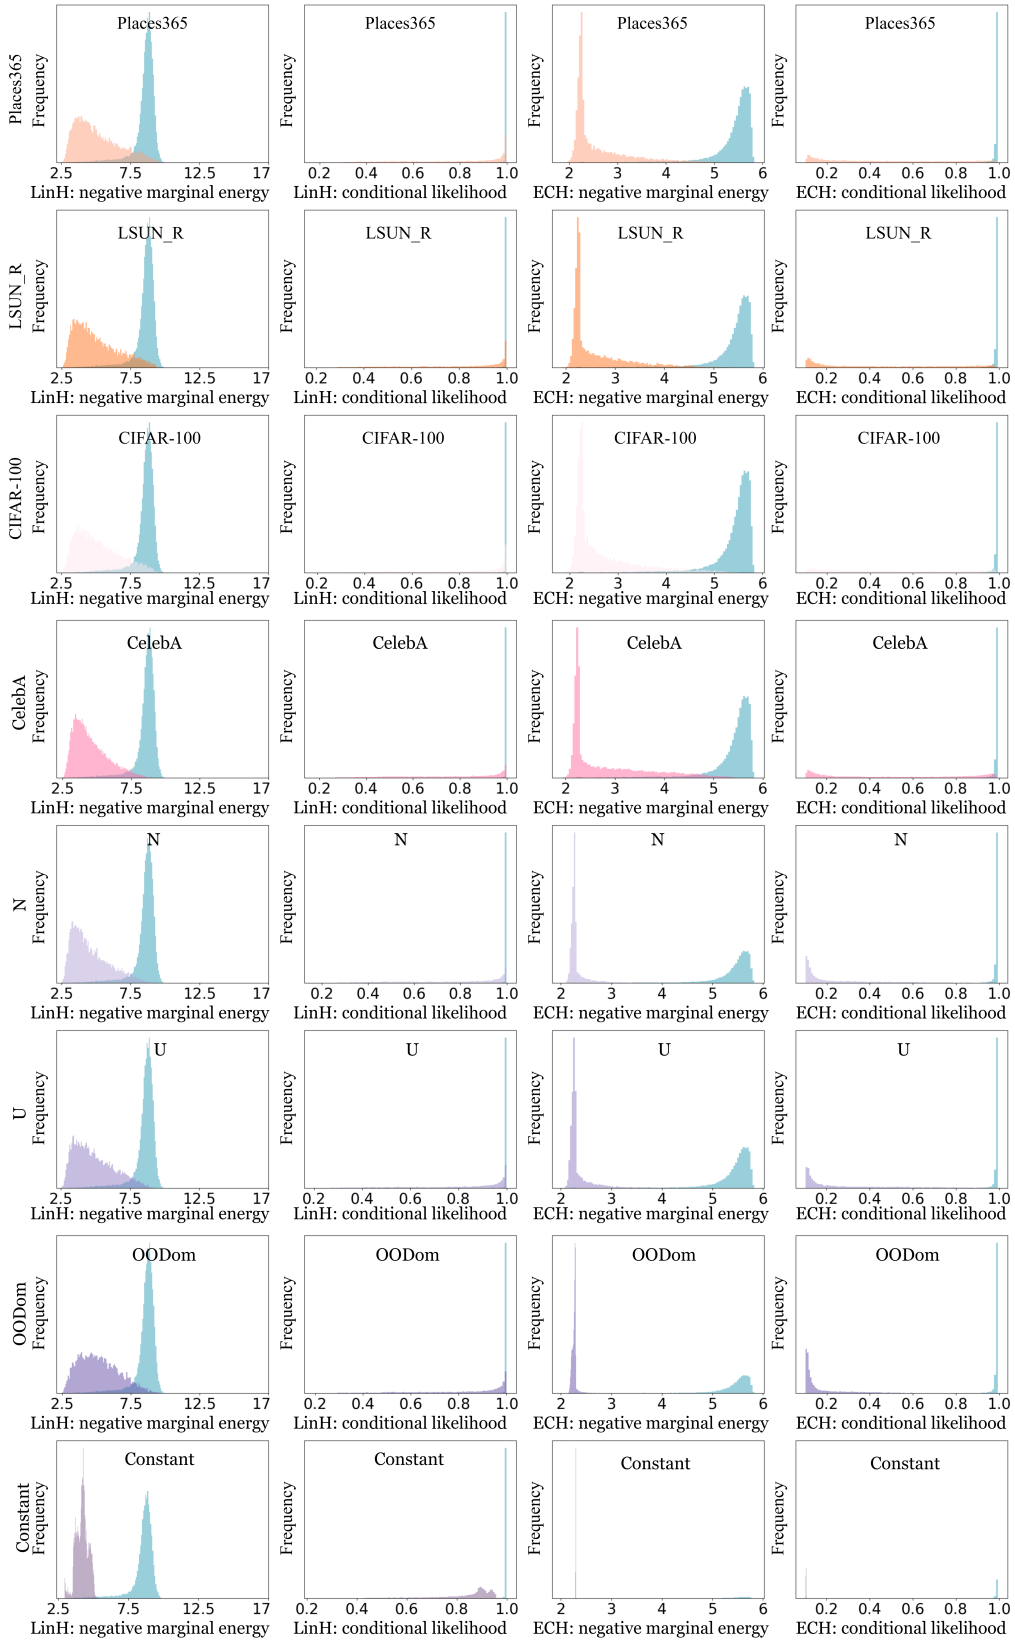 Places365 Places365 Places365 Places365
Places365
Frequency Frequency Frequency Frequency
2.5 7.5 12.5 17 0.2 0.4 0.6 0.8 1.0 2 3 4 5 6 0.2 0.4 0.6 0.8 1.0
LinH: negative marginal energy LinH: conditional likelihood ECH: negative marginal energy ECH: conditional likelihood
LSUN_R LSUN_R LSUN_R LSUN_R
LSUN_R
Frequency Frequency Frequency Frequency
2.5 7.5 12.5 17 0.2 0.4 0.6 0.8 1.0 2 3 4 5 6 0.2 0.4 0.6 0.8 1.0
LinH: negative marginal energy LinH: conditional likelihood ECH: negative marginal energy ECH: conditional likelihood
CIFAR-100 CIFAR-100 CIFAR-100 CIFAR-100
CIFAR-100
Frequency Frequency Frequency Frequency
2.5 7.5 12.5 17 0.2 0.4 0.6 0.8 1.0 2 3 4 5 6 0.2 0.4 0.6 0.8 1.0
LinH: negative marginal energy LinH: conditional likelihood ECH: negative marginal energy ECH: conditional likelihood
CelebA CelebA CelebA CelebA
CelebA
Frequency Frequency Frequency Frequency
2.5 7.5 12.5 17 0.2 0.4 0.6 0.8 1.0 2 3 4 5 6 0.2 0.4 0.6 0.8 1.0
LinH: negative marginal energy LinH: conditional likelihood ECH: negative marginal energy ECH: conditional likelihood
N N N N
N
Frequency Frequency Frequency Frequency
2.5 7.5 12.5 17 0.2 0.4 0.6 0.8 1.0 2 3 4 5 6 0.2 0.4 0.6 0.8 1.0
LinH: negative marginal energy LinH: conditional likelihood ECH: negative marginal energy ECH: conditional likelihood
U U U U
U
Frequency Frequency Frequency Frequency
2.5 7.5 12.5 17 0.2 0.4 0.6 0.8 1.0 2 3 4 5 6 0.2 0.4 0.6 0.8 1.0
LinH: negative marginal energy LinH: conditional likelihood ECH: negative marginal energy ECH: conditional likelihood
OODom OODom OODom OODom
OODom
Frequency Frequency Frequency Frequency
2.5 7.5 12.5 17 0.2 0.4 0.6 0.8 1.0 2 3 4 5 6 0.2 0.4 0.6 0.8 1.0
LinH: negative marginal energy LinH: conditional likelihood ECH: negative marginal energy ECH: conditional likelihood
Constant Constant Constant Constant
Constant
Frequency Frequency Frequency Frequency
2.5 7.5 12.5 17 0.2 0.4 0.6 0.8 1.0 2 3 4 5 6 0.2 0.4 0.6 0.8 1.0
LinH: negative marginal energy LinH: conditional likelihood ECH: negative marginal energy ECH: conditional likelihood